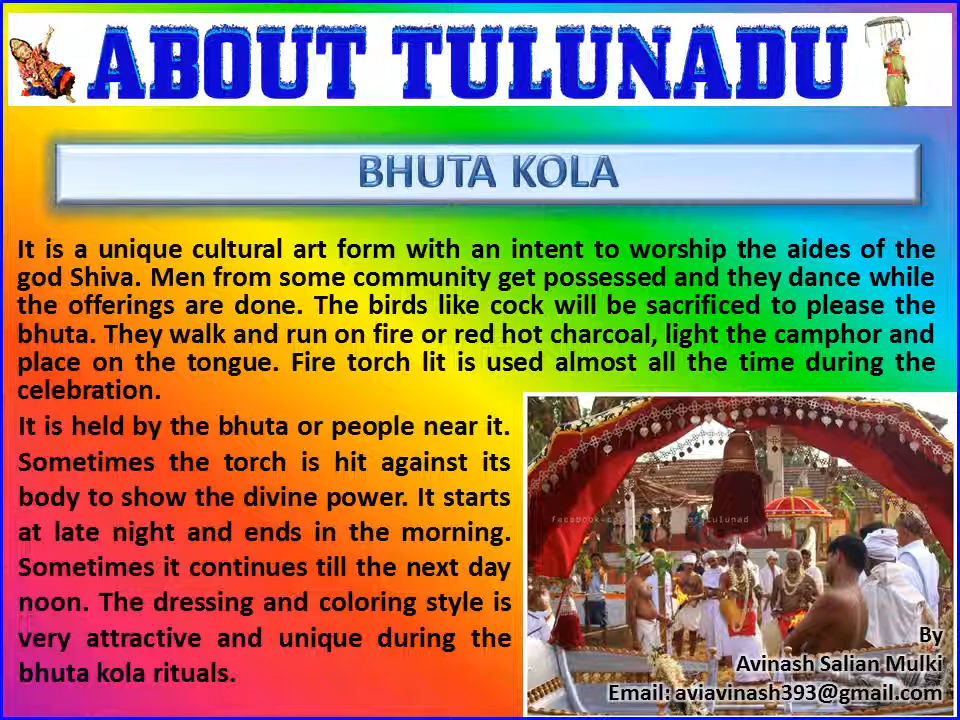 ABOUT TULUNADU
BHUTA KOLA
It is a unique cultural art form with an intent to worship the aides of the
god Shiva. Men from some community get possessed and they dance while
the offerings are done. The birds like cock will be sacrificed to please the
bhuta. They walk and run on fire or red hot charcoal, light the camphor and
place on the tongue. Fire torch lit is used almost all the time during the
celebration.
It is held by the bhuta or people near it.
Sometimes the torch is hit against its
body to show the divine power. It starts
at late night and ends in the morning.
Sometimes it continues till the next day
noon. The dressing and coloring style is
very attractive and unique during the
bhuta kola rituals.
By
Avinash Salian Mulki
Email: aviavinash393@gmail.com